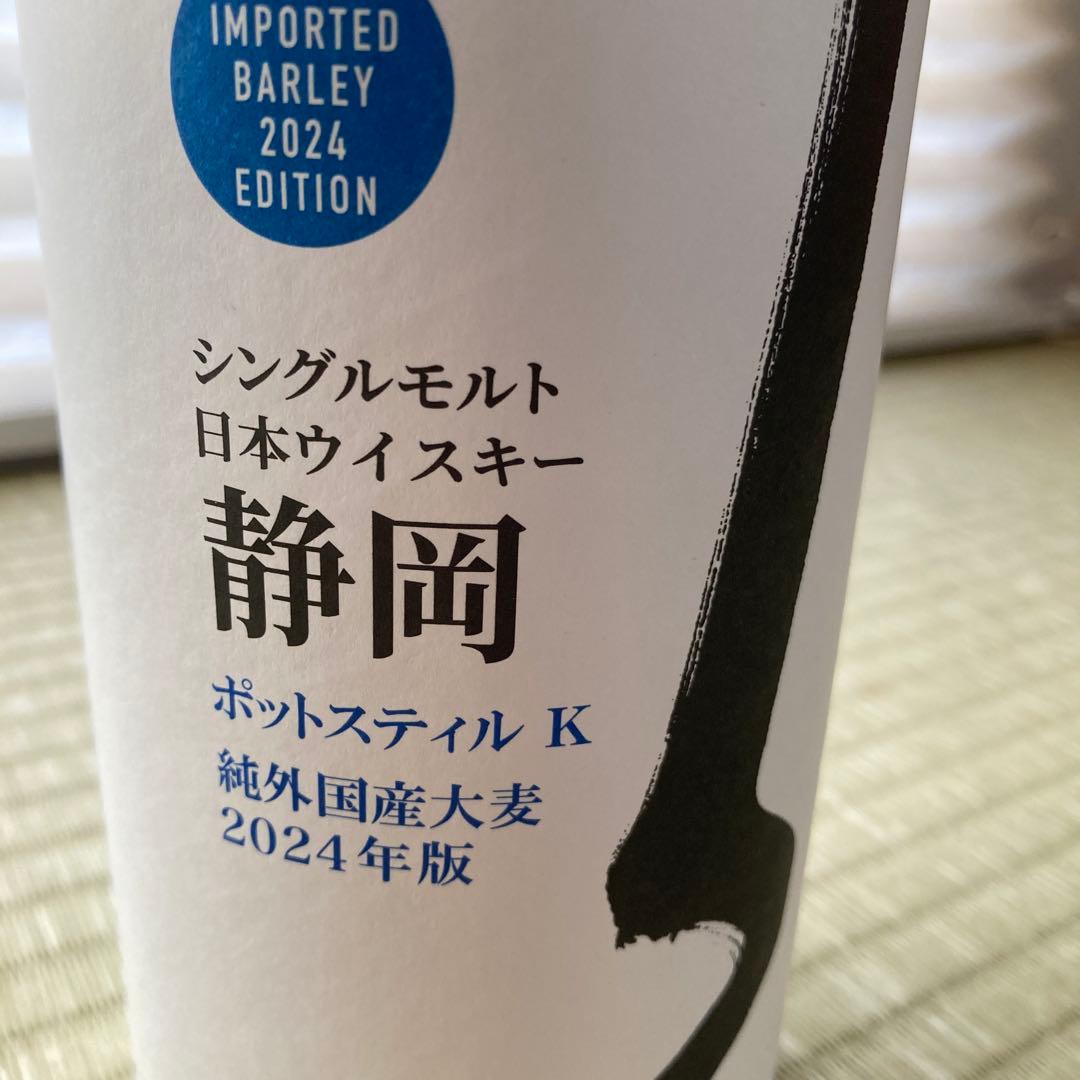 IMPORTED
BARLEY
2024
EDITION
シングルモルト
日本ウイスキー
静岡
ポットスティル K
純外国産大麦
2024年版